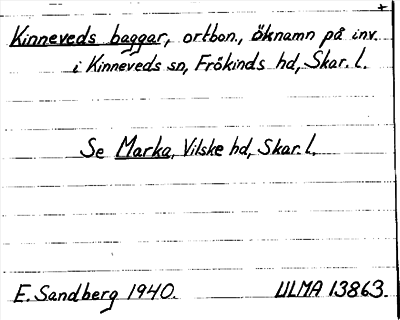 +
Kinneveds baggar, ortbon., öknamn på inv.
i Kinneveds sn, Frökinds hd, Skar. l.
Se Marka, Vilske hd, Skar. l.
E. Sandberg 1940. ULMA 13863.